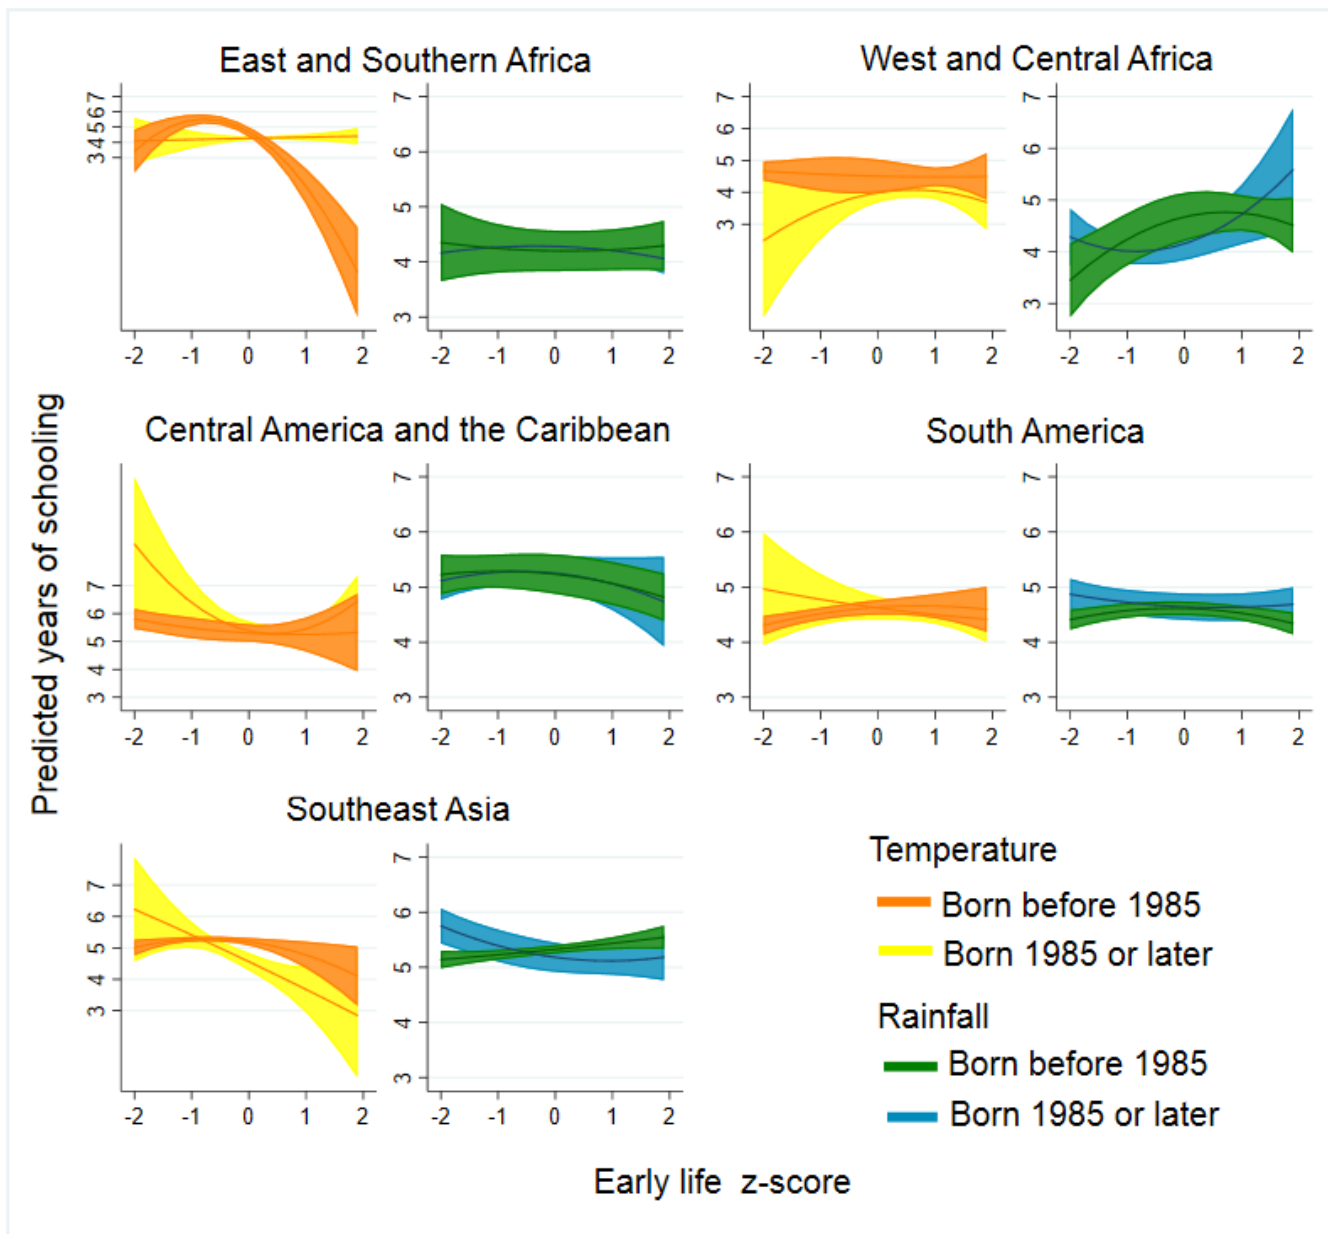 East and Southern Africa
West and Central Africa
7
6
5
4
3
-2 -1 0 1 2
7
6
5
4
3
-2 -1 0 1 2
7
6
5
4
3
-2 -1 0 1 2
7
6
5
4
3
-2 -1 0 1 2
Predicted years of schooling
Central America and the Caribbean
South America
7
6
5
4
3
-2 -1 0 1 2
7
6
5
4
3
-2 -1 0 1 2
7
6
5
4
3
-2 -1 0 1 2
7
6
5
4
3
-2 -1 0 1 2
Southeast Asia
7
6
5
4
3
-2 -1 0 1 2
7
6
5
4
3
-2 -1 0 1 2
Temperature
Born before 1985
Born 1985 or later
Rainfall
Born before 1985
Born 1985 or later
Early life z-score